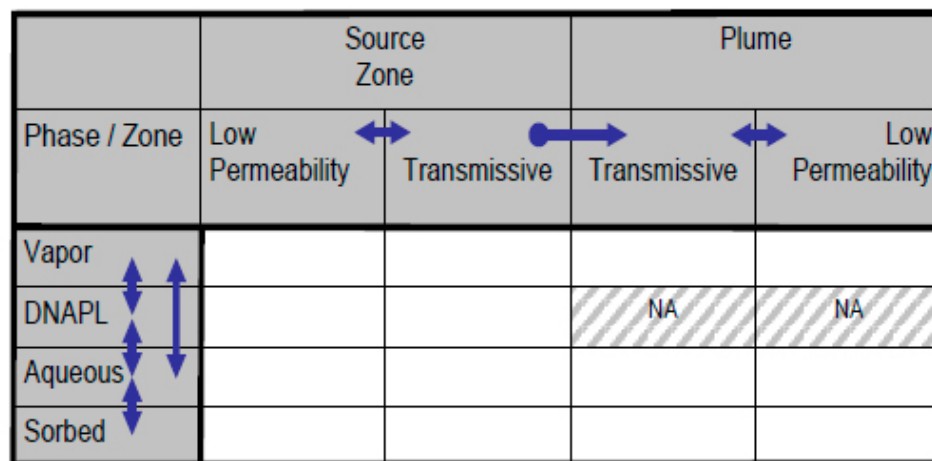 Source
Zone
Plume
Phase / Zone
Low
Permeability
Transmissive
Transmissive
Low
Permeability
Vapor
DNAPL
NA
NA
Aqueous
Sorbed